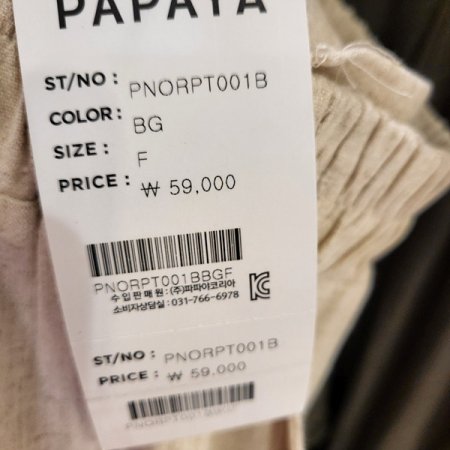 PAPAYA
ST/NO : PNORPT001B
COLOR: BG
SIZE : F
PRICE : ₩ 59,000
PNORPT001BBGF
수입판매원 : (주)파파야코리아
소비자상담실 : 031-766-6978
ST/NO : PNORPT001B
PRICE : ₩ 59,000